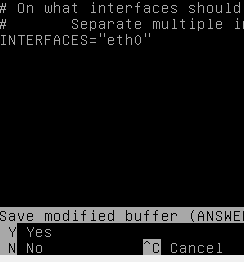 # On what interfaces should
# Separate multiple in
INTERFACES="eth0"
Save modified buffer (ANSWE
Y Yes
N No ^C Cancel